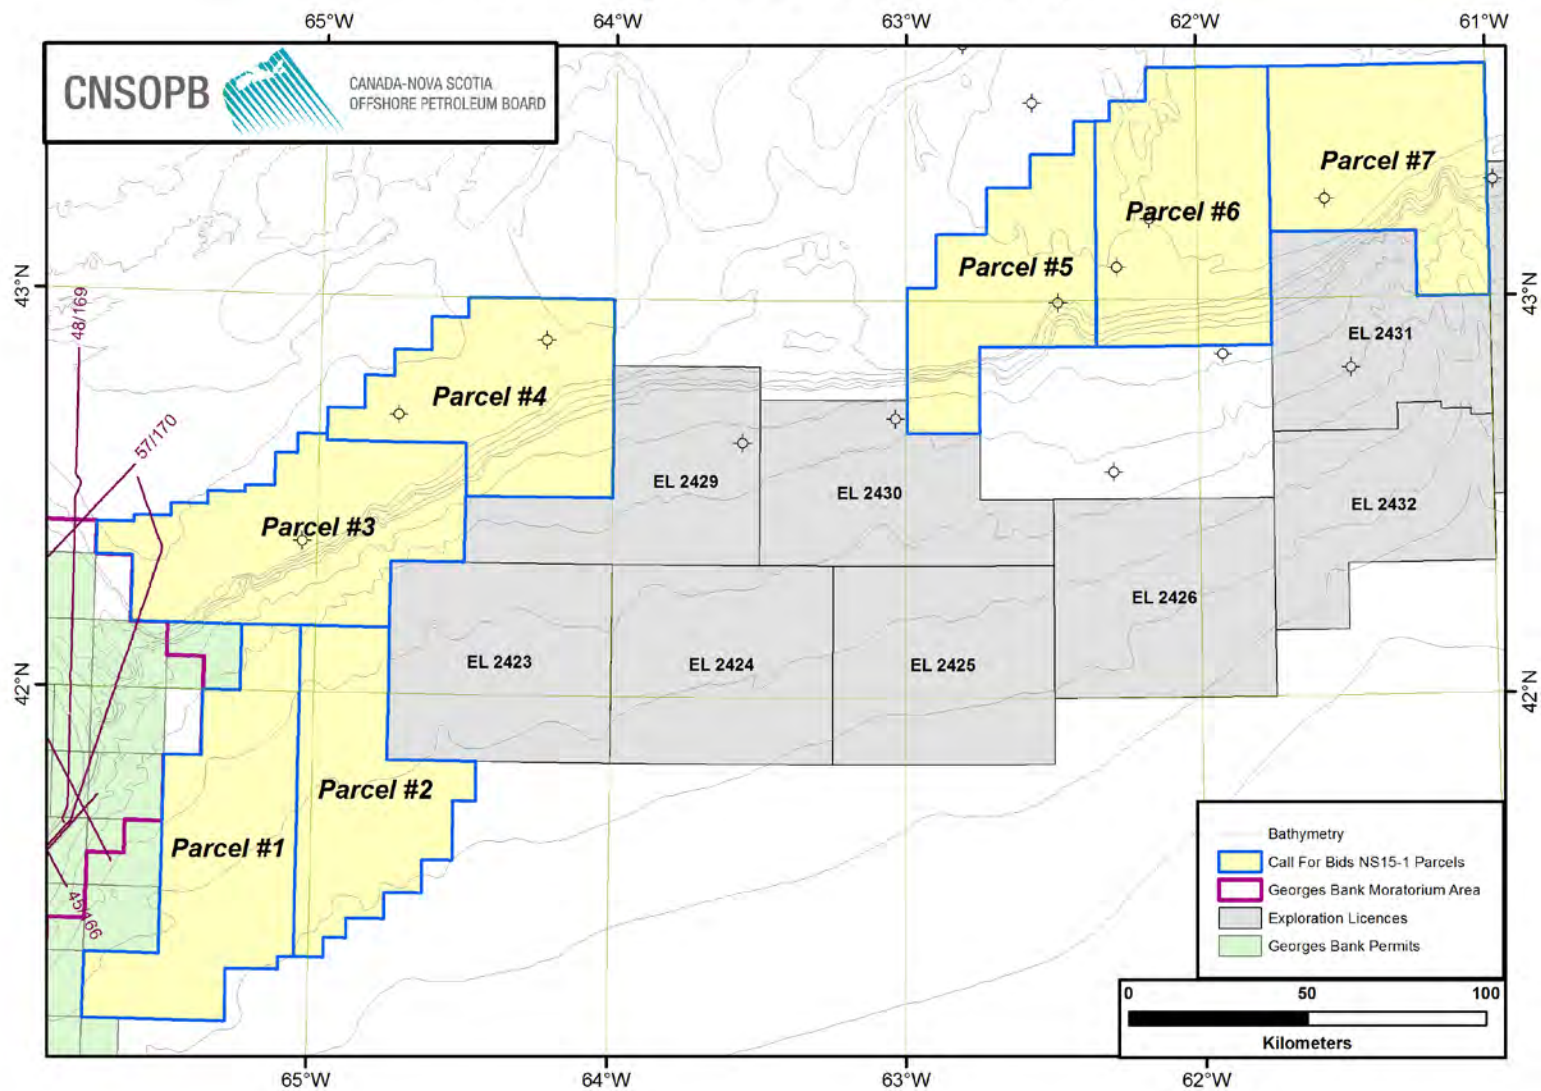 65°W 64°W 63°W 62°W 61°W
CNSOPB
CANADA-NOVA SCOTIA
OFFSHORE PETROLEUM BOARD
Parcel #7
Parcel #6
Parcel #5
43°N
43°N
48/169
EL 2431
Parcel #4
57/170
EL 2429
EL 2430
EL 2432
Parcel #3
EL 2426
EL 2423
EL 2424
EL 2425
42°N
42°N
Parcel #2
Parcel #1
45/166
Bathymetry
Call For Bids NS15-1 Parcels
Georges Bank Moratorium Area
Exploration Licences
Georges Bank Permits
0 50 100
Kilometers
65°W 64°W 63°W 62°W